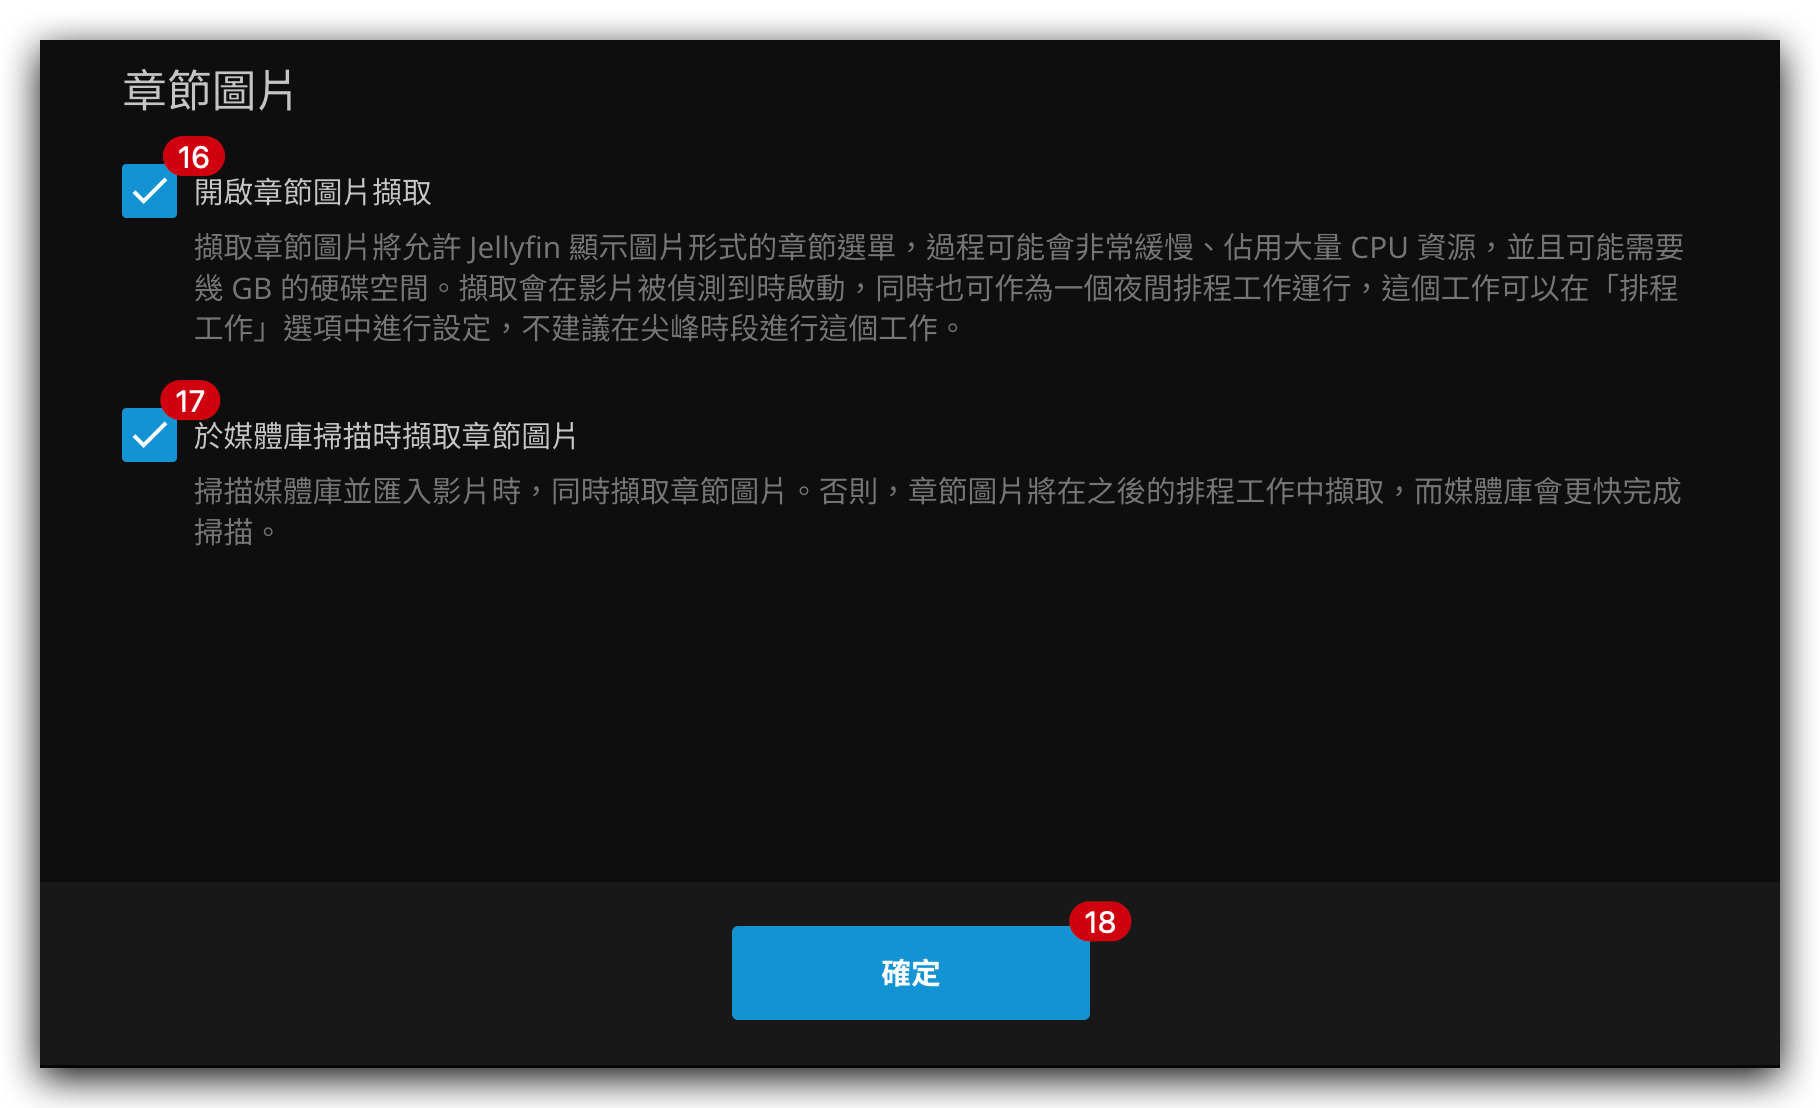 章節圖片
16
開啟章節圖片擷取
擷取章節圖片將允許 Jellyfin 顯示圖片形式的章節選單，過程可能會非常緩慢、佔用大量 CPU 資源，並且可能需要
幾 GB 的硬碟空間。擷取會在影片被偵測到時啟動，同時也可作為一個夜間排程工作運行，這個工作可以在「排程
工作」選項中進行設定，不建議在尖峰時段進行這個工作。
17
於媒體庫掃描時擷取章節圖片
掃描媒體庫並匯入影片時，同時擷取章節圖片。否則，章節圖片將在之後的排程工作中擷取，而媒體庫會更快完成
掃描。
18
確定